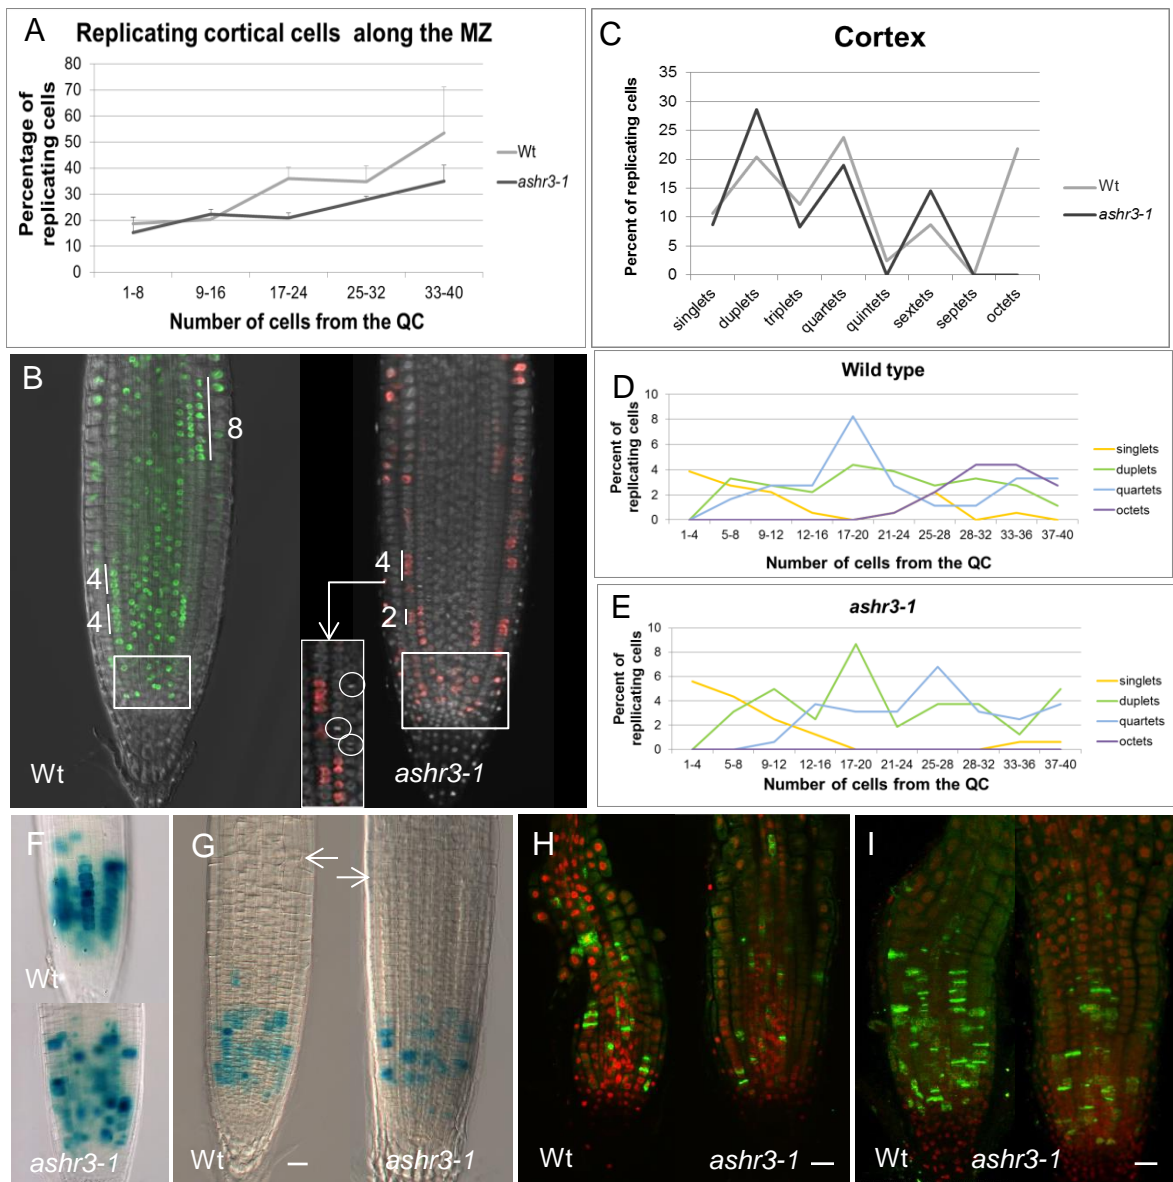 A
Replicating cortical cells along the MZ
Percentage of
replicating cells
80
70
60
50
40
30
20
10
0
1-8 9-16 17-24 25-32 33-40
Number of cells from the QC
Wt
ashr3-1
C
Cortex
Percent of replicating cells
35
30
25
20
15
10
5
0
singlets duplets triplets quartets quintets sextets septets octets
Wt
ashr3-1
B
8
4
4
Wt
4
2
ashr3-1
D
Wild type
Percent of
replicating cells
10
8
6
4
2
0
1-4 5-8 9-12 12-16 17-20 21-24 25-28 28-32 33-36 37-40
Number of cells from the QC
singlets
duplets
quartets
octets
E
ashr3-1
Percent of
repllicating cells
10
8
6
4
2
0
1-4 5-8 9-12 12-16 17-20 21-24 25-28 28-32 33-36 37-40
Number of cells from the QC
singlets
duplets
quartets
octets
F
Wt
ashr3-1
G
Wt
ashr3-1
H
Wt
ashr3-1
I
Wt
ashr3-1